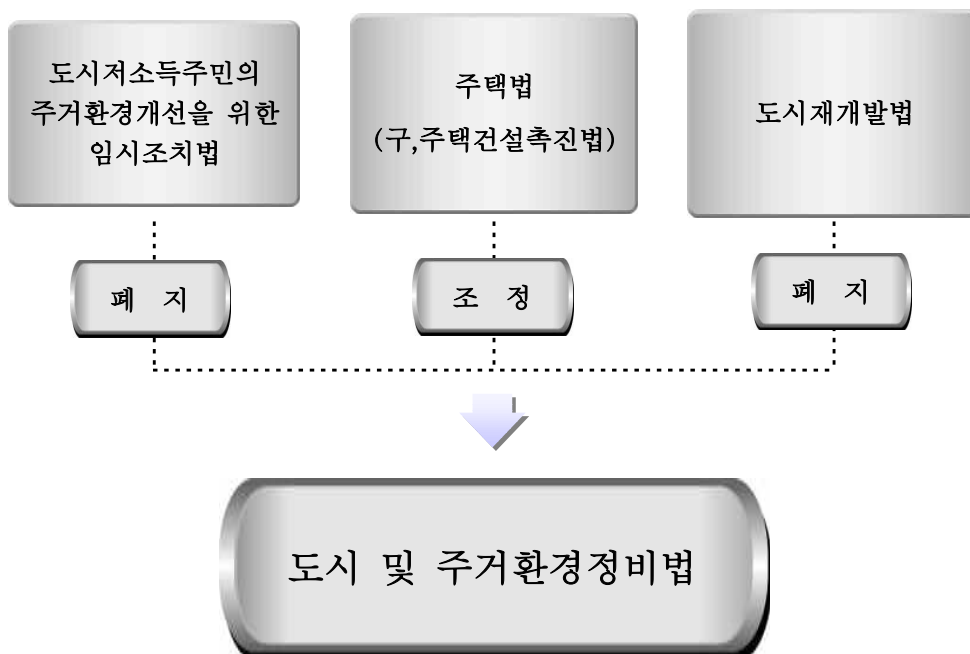 도시저소득주민의
주거환경개선을 위한
임시조치법
주택법
(구,주택건설촉진법)
도시재개발법
폐 지
조 정
폐 지
도시 및 주거환경정비법